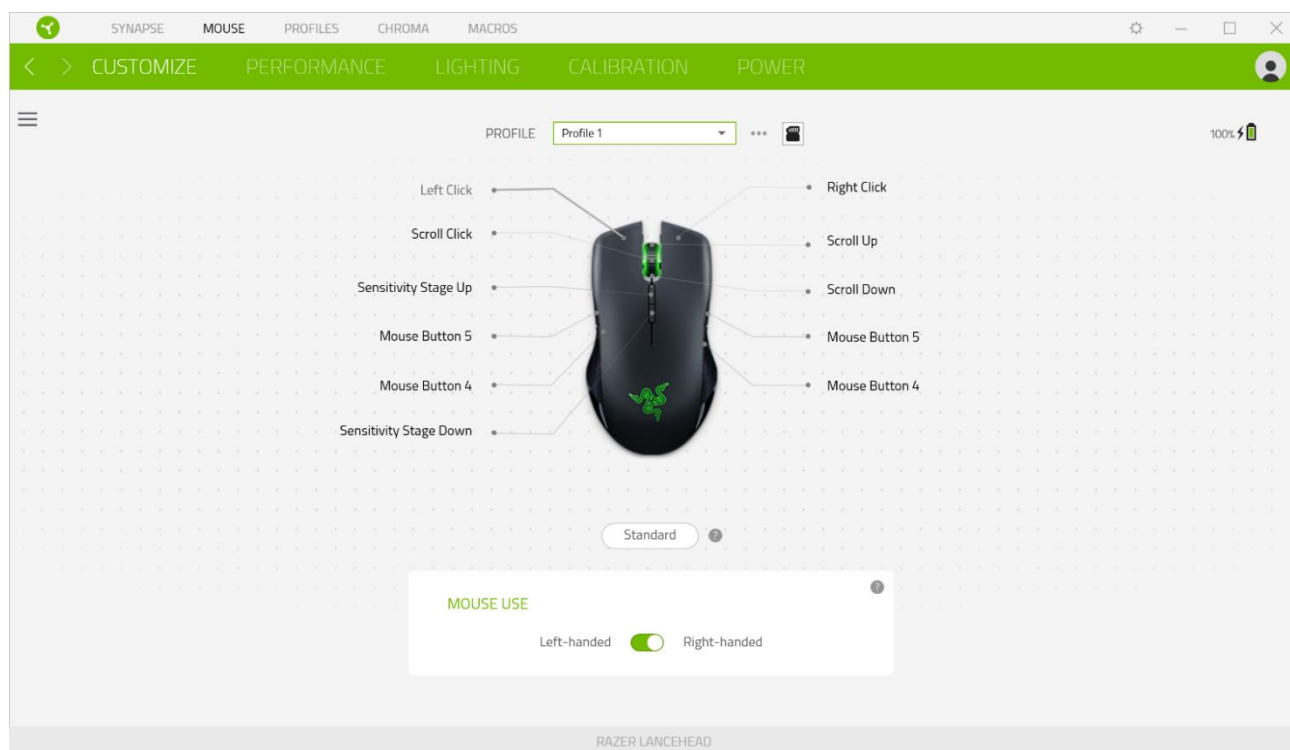 SYNAPSE MOUSE PROFILES CHROMA MACROS
CUSTOMIZE PERFORMANCE LIGHTING CALIBRATION POWER
PROFILE Profile 1 100%
Left Click Right Click
Scroll Click Scroll Up
Sensitivity Stage Up Scroll Down
Mouse Button 5 Mouse Button 5
Mouse Button 4 Mouse Button 4
Sensitivity Stage Down
Standard ?
?
MOUSE USE
Left-handed Right-handed
RAZER LANCEHEAD